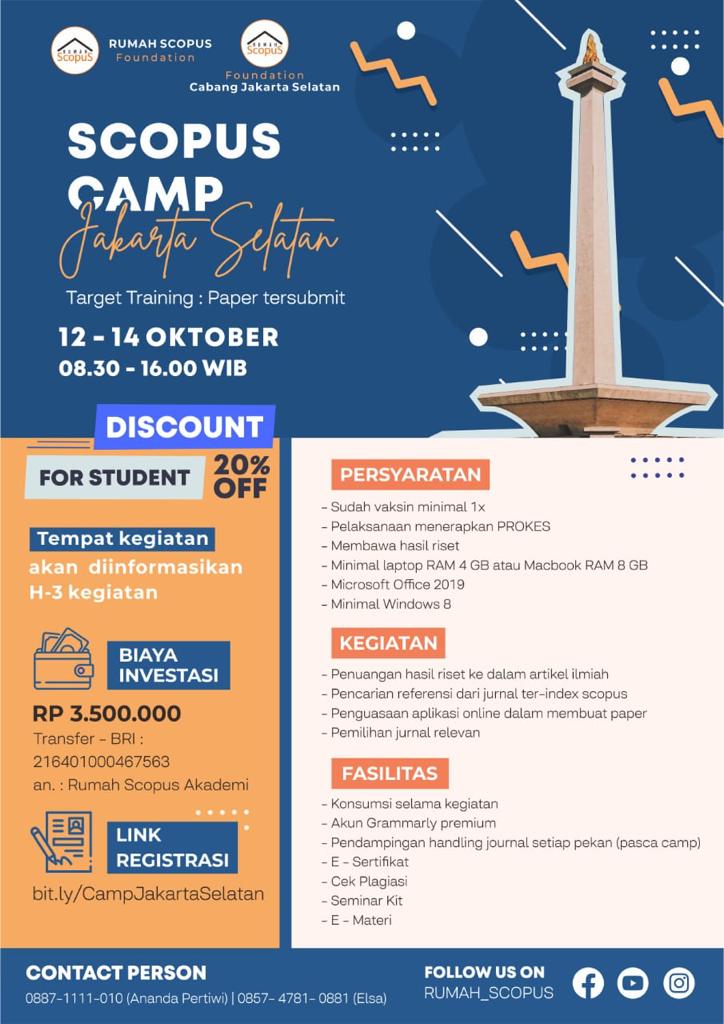 RUMAH
ScopuS
RUMAH SCOPUS
Foundation
RUMAH
ScopuS
Foundation
Cabang Jakarta Selatan
SCOPUS
CAMP
Jakarta Selatan
Target Training : Paper tersubmit
12 - 14 OKTOBER
08.30 - 16.00 WIB
DISCOUNT
FOR STUDENT
20%
OFF
Tempat kegiatan
akan diinformasikan
H-3 kegiatan
BIAYA
INVESTASI
RP 3.500.000
Transfer - BRI :
216401000467563
an. : Rumah Scopus Akademi
LINK
REGISTRASI
bit.ly/CampJakartaSelatan
PERSYARATAN
- Sudah vaksin minimal 1x
- Pelaksanaan menerapkan PROKES
- Membawa hasil riset
- Minimal laptop RAM 4 GB atau Macbook RAM 8 GB
- Microsoft Office 2019
- Minimal Windows 8
KEGIATAN
- Penuangan hasil riset ke dalam artikel ilmiah
- Pencarian referensi dari jurnal ter-index scopus
- Penguasaan aplikasi online dalam membuat paper
- Pemilihan jurnal relevan
FASILITAS
- Konsumsi selama kegiatan
- Akun Grammarly premium
- Pendampingan handling journal setiap pekan (pasca camp)
- E - Sertifikat
- Cek Plagiasi
- Seminar Kit
- E - Materi
CONTACT PERSON
0887-1111-010 (Ananda Pertiwi) | 0857- 4781- 0881 (Elsa)
FOLLOW US ON
RUMAH_SCOPUS